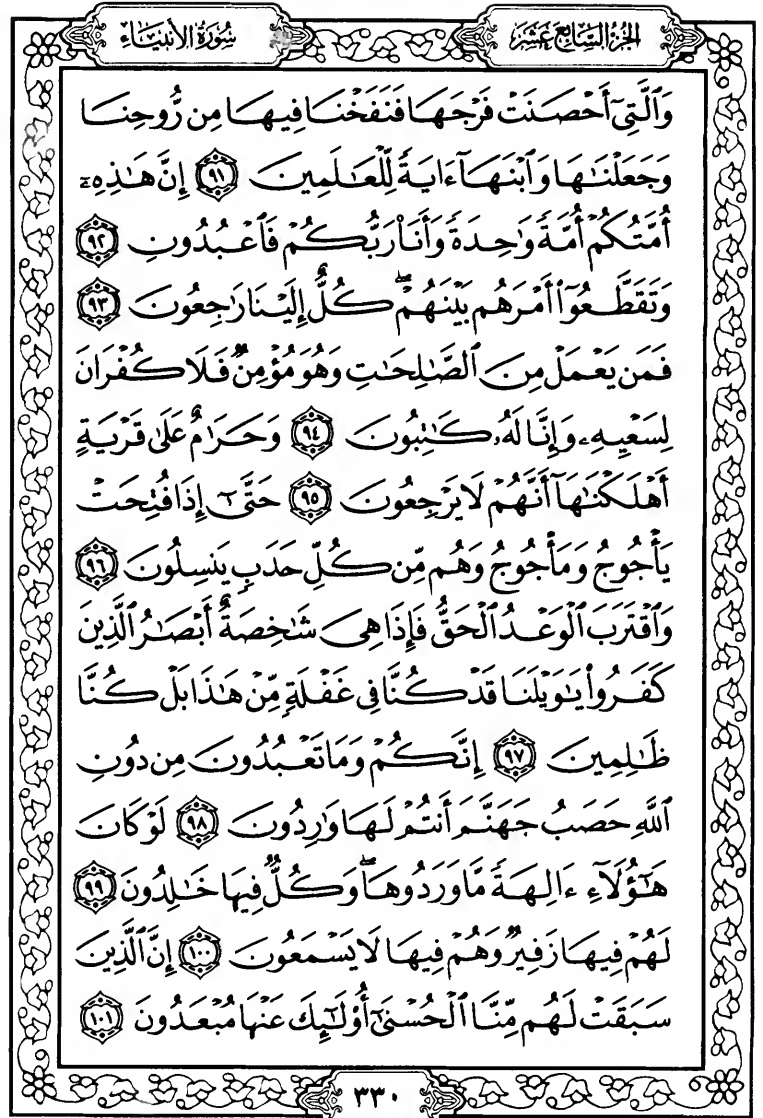 الجزء السابع عشر
سورة الأنبياء
وَٱلَّتِىٓ أَحْصَنَتْ فَرْجَهَا فَنَفَخْنَا فِيهَا مِن رُّوحِنَا
وَجَعَلْنَٰهَا وَٱبْنَهَآ ءَايَةً لِّلْعَٰلَمِينَ ٩١ إِنَّ هَٰذِهِۦٓ
أُمَّتُكُمْ أُمَّةً وَٰحِدَةً وَأَنَا۠ رَبُّكُمْ فَٱعْبُدُونِ ٩٢
وَتَقَطَّعُوٓا۟ أَمْرَهُم بَيْنَهُمْ ۖ كُلٌّ إِلَيْنَا رَٰجِعُونَ ٩٣
فَمَن يَعْمَلْ مِنَ ٱلصَّٰلِحَٰتِ وَهُوَ مُؤْمِنٌ فَلَا كُفْرَانَ
لِسَعْيِهِۦ وَإِنَّا لَهُۥ كَٰتِبُونَ ٩٤ وَحَرَٰمٌ عَلَىٰ قَرْيَةٍ
أَهْلَكْنَٰهَآ أَنَّهُمْ لَا يَرْجِعُونَ ٩٥ حَتَّىٰٓ إِذَا فُتِحَتْ
يَأْجُوجُ وَمَأْجُوجُ وَهُم مِّن كُلِّ حَدَبٍ يَنسِلُونَ ٩٦
وَٱقْتَرَبَ ٱلْوَعْدُ ٱلْحَقُّ فَإِذَا هِىَ شَٰخِصَةٌ أَبْصَٰرُ ٱلَّذِينَ
كَفَرُوا۟ يَٰوَيْلَنَا قَدْ كُنَّا فِى غَفْلَةٍ مِّنْ هَٰذَا بَلْ كُنَّا
ظَٰلِمِينَ ٩٧ إِنَّكُمْ وَمَا تَعْبُدُونَ مِن دُونِ
ٱللَّهِ حَصَبُ جَهَنَّمَ أَنتُمْ لَهَا وَٰرِدُونَ ٩٨ لَوْ كَانَ
هَٰٓؤُلَآءِ ءَالِهَةً مَّا وَرَدُوهَا ۖ وَكُلٌّ فِيهَا خَٰلِدُونَ ٩٩
لَهُمْ فِيهَا زَفِيرٌ وَهُمْ فِيهَا لَا يَسْمَعُونَ ١٠٠ إِنَّ ٱلَّذِينَ
سَبَقَتْ لَهُم مِّنَّا ٱلْحُسْنَىٰٓ أُو۟لَٰٓئِكَ عَنْهَا مُبْعَدُونَ ١٠١
٣٣٠